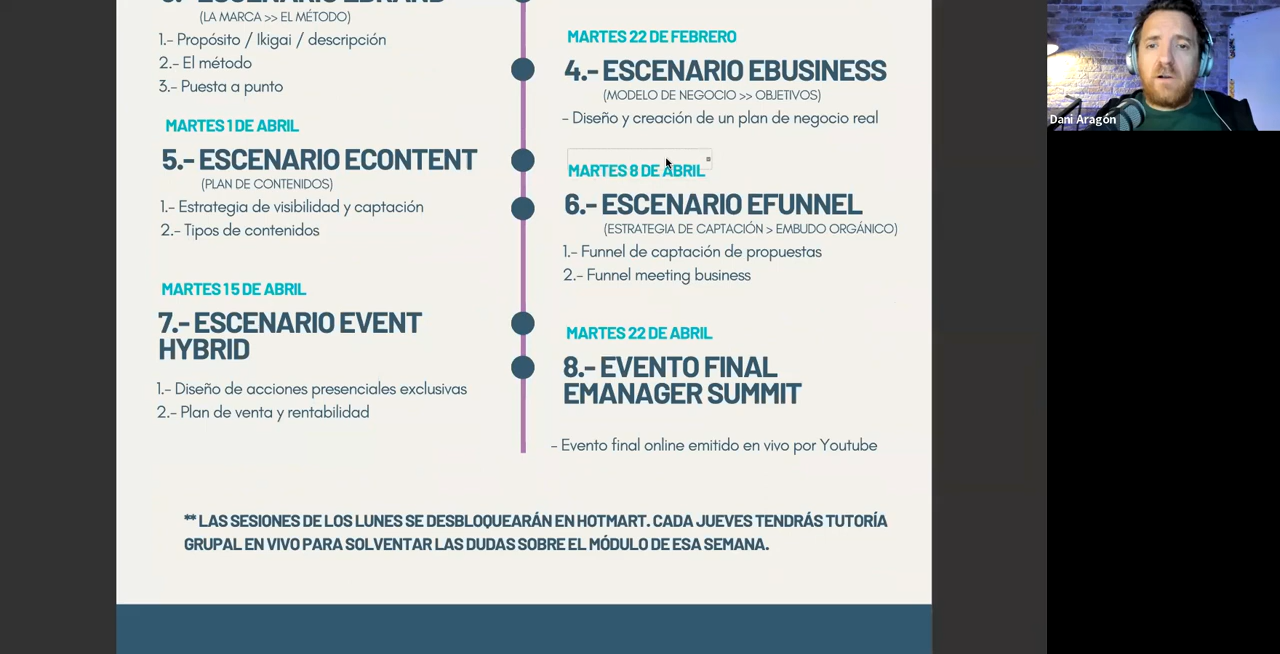 (LA MARCA >> EL MÉTODO)
1.- Propósito / Ikigai / descripción
2.- El método
3.- Puesta a punto
MARTES 22 DE FEBRERO
4.- ESCENARIO EBUSINESS
(MODELO DE NEGOCIO >> OBJETIVOS)
- Diseño y creación de un plan de negocio real
MARTES 1 DE ABRIL
5.- ESCENARIO ECONTENT
(PLAN DE CONTENIDOS)
1.- Estrategia de visibilidad y captación
2.- Tipos de contenidos
MARTES 8 DE ABRIL
6.- ESCENARIO EFUNNEL
(ESTRATEGIA DE CAPTACIÓN > EMBUDO ORGÁNICO)
1.- Funnel de captación de propuestas
2.- Funnel meeting business
MARTES 15 DE ABRIL
7.- ESCENARIO EVENT
HYBRID
1.- Diseño de acciones presenciales exclusivas
2.- Plan de venta y rentabilidad
MARTES 22 DE ABRIL
8.- EVENTO FINAL
EMANAGER SUMMIT
- Evento final online emitido en vivo por Youtube
** LAS SESIONES DE LOS LUNES SE DESBLOQUEARÁN EN HOTMART. CADA JUEVES TENDRÁS TUTORÍA
GRUPAL EN VIVO PARA SOLVENTAR LAS DUDAS SOBRE EL MÓDULO DE ESA SEMANA.
Dani Aragón